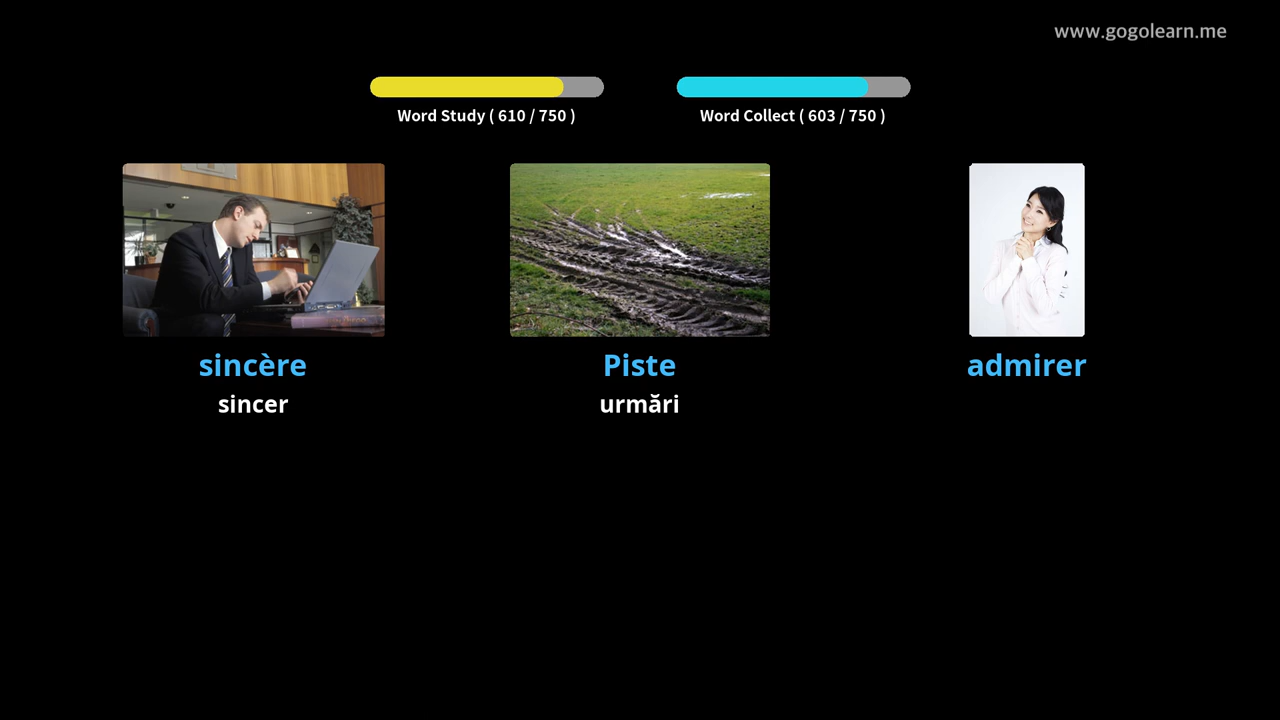 www.gogolearn.me
Word Study ( 610 / 750 )
Word Collect ( 603 / 750 )
sincère
Piste
admirer
sincer
urmări